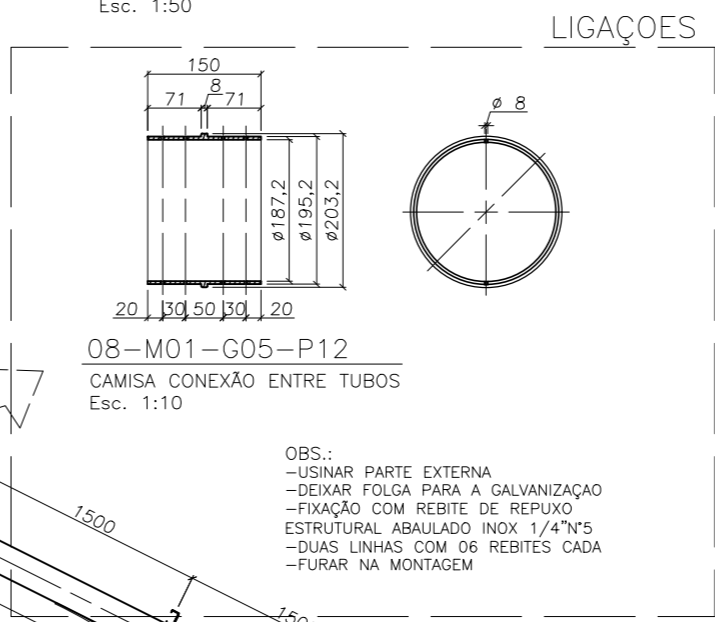 Esc. 1:50
LIGAÇOES
150
8
71 71
ø 8
ø187,2
ø195,2
ø203,2
20 30 50 30 20
08-M01-G05-P12
CAMISA CONEXÃO ENTRE TUBOS
Esc. 1:10
OBS.:
-USINAR PARTE EXTERNA
-DEIXAR FOLGA PARA A GALVANIZAÇAO
-FIXAÇÃO COM REBITE DE REPUXO
ESTRUTURAL ABAULADO INOX 1/4"N°5
-DUAS LINHAS COM 06 REBITES CADA
-FURAR NA MONTAGEM
1500